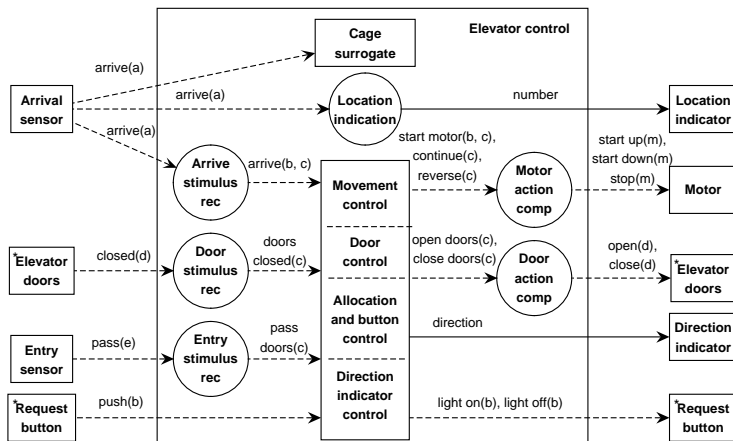 Elevator control
Cage
surrogate
arrive(a)
Arrival
sensor
arrive(a)
Location
indication
number
Location
indicator
arrive(a)
Arrive
stimulus
rec
arrive(b, c)
Movement
control
start motor(b, c),
continue(c),
reverse(c)
Motor
action
comp
start up(m),
start down(m)
stop(m)
Motor
*Elevator
doors
closed(d)
Door
stimulus
rec
doors
closed(c)
Door
control
open doors(c),
close doors(c)
Door
action
comp
open(d),
close(d)
*Elevator
doors
Allocation
and button
control
direction
Direction
indicator
Entry
sensor
pass(e)
Entry
stimulus
rec
pass
doors(c)
Direction
indicator
control
*Request
button
push(b)
light on(b), light off(b)
*Request
button